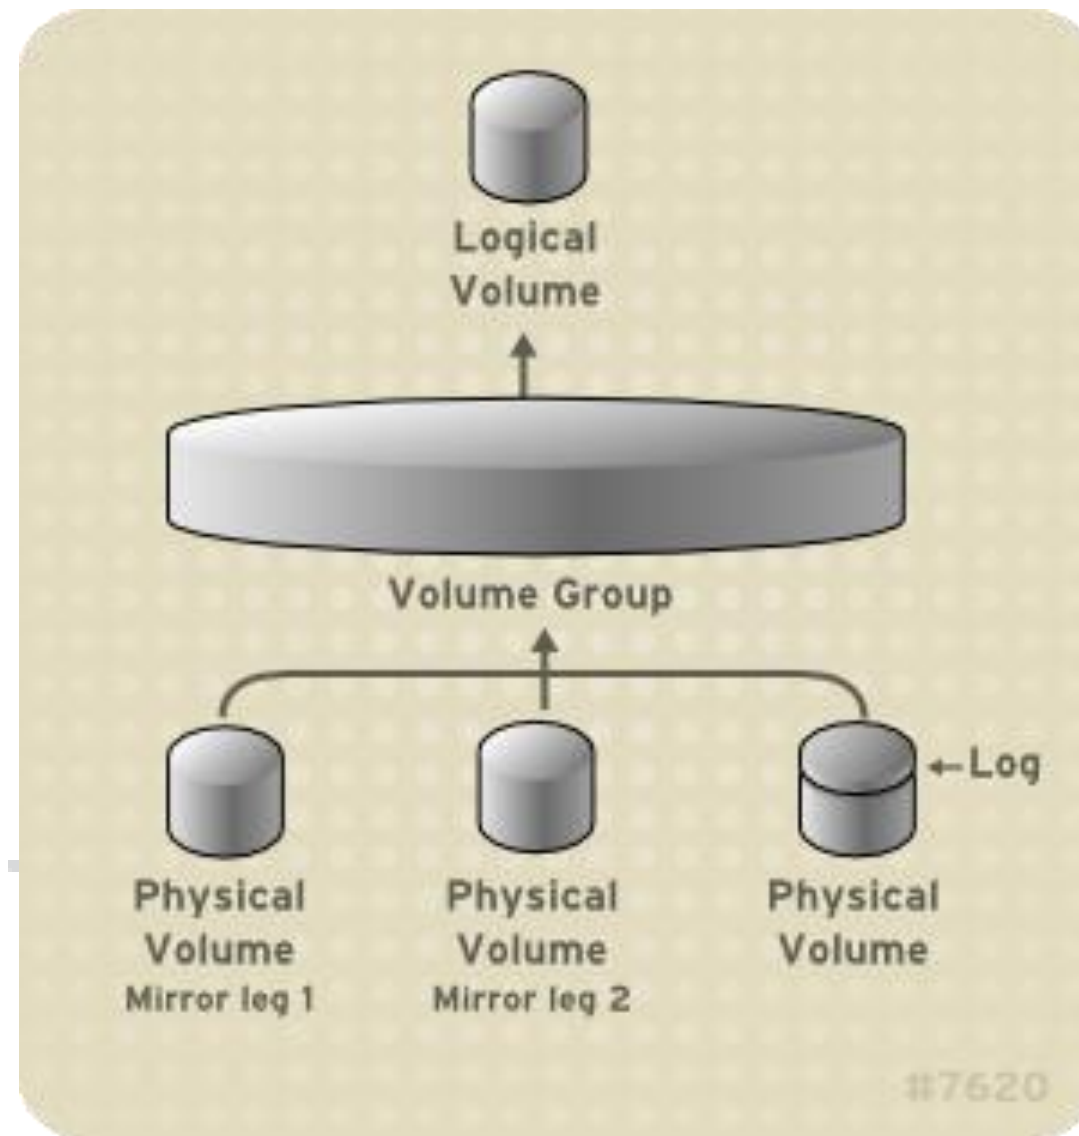 Logical
Volume
Volume Group
Log
Physical
Volume
Mirror leg 1
Physical
Volume
Mirror leg 2
Physical
Volume
#7620